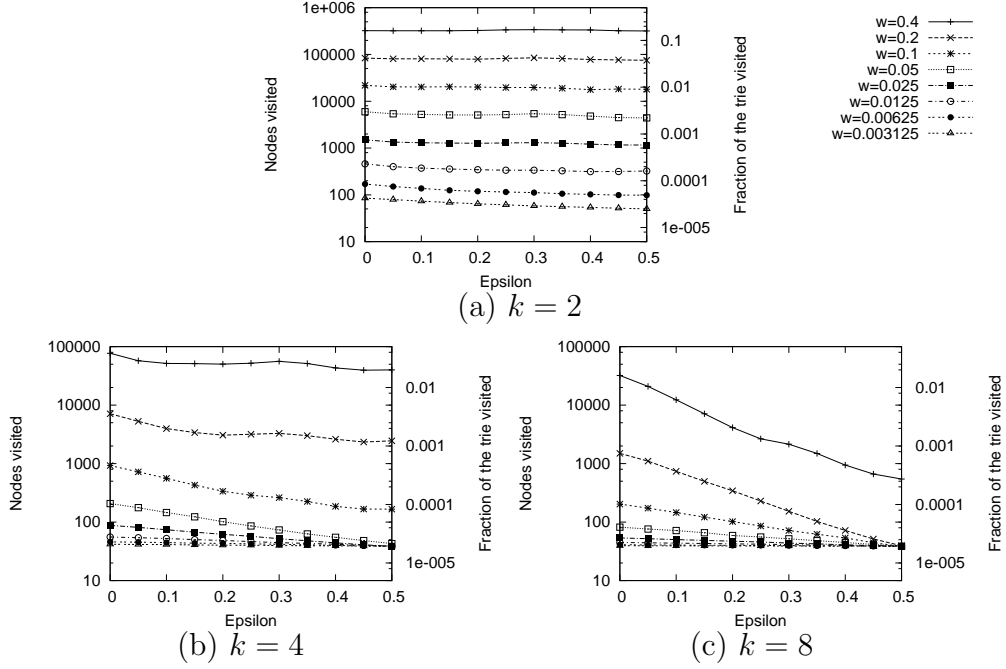 1e+006
100000
10000
1000
100
10
Nodes visited
0.1
0.01
0.001
0.0001
1e-005
Fraction of the trie visited
0 0.1 0.2 0.3 0.4 0.5
Epsilon
w=0.4
w=0.2
w=0.1
w=0.05
w=0.025
w=0.0125
w=0.00625
w=0.003125
(a) k = 2
100000
10000
1000
100
10
Nodes visited
0.01
0.001
0.0001
1e-005
Fraction of the trie visited
0 0.1 0.2 0.3 0.4 0.5
Epsilon
(b) k = 4
100000
10000
1000
100
10
Nodes visited
0.01
0.001
0.0001
1e-005
Fraction of the trie visited
0 0.1 0.2 0.3 0.4 0.5
Epsilon
(c) k = 8